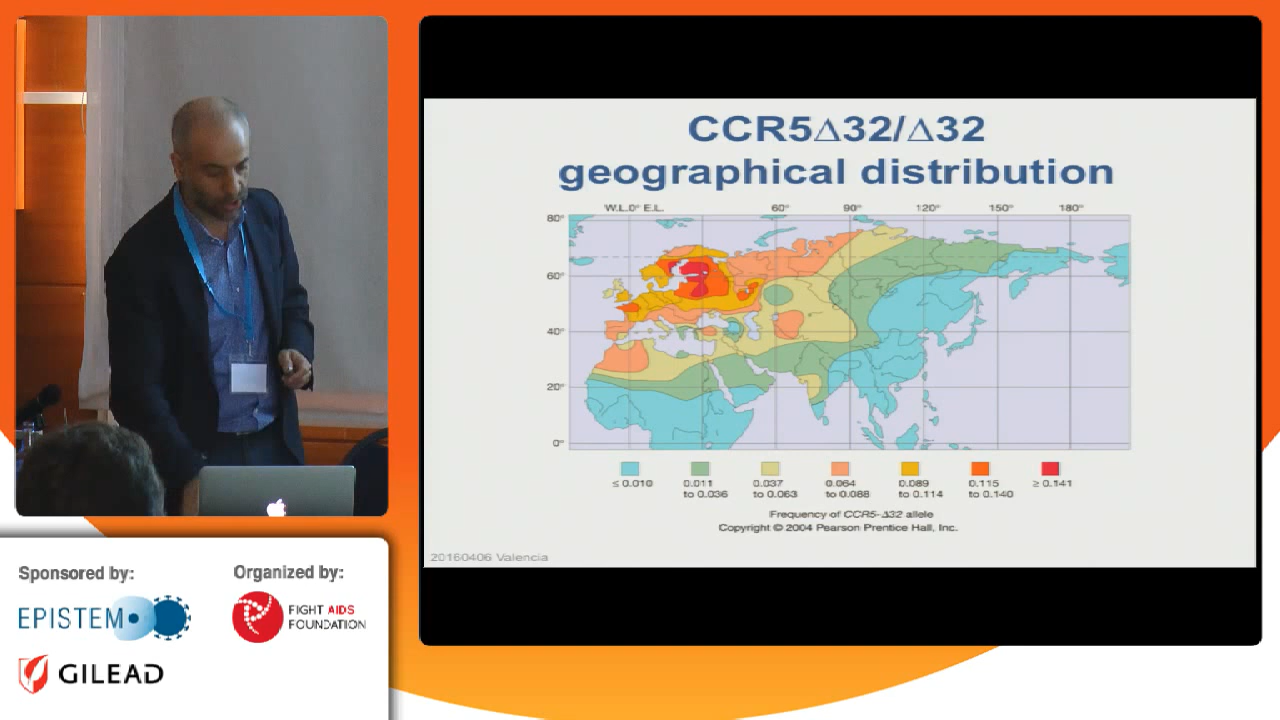 CCR5Δ32/Δ32
geographical distribution
W.L.0° E.L. 60° 90° 120° 150° 180°
80°
60°
40°
20°
0°
≤ 0.010
0.011
to 0.036
0.037
to 0.063
0.064
to 0.088
0.089
to 0.114
0.115
to 0.140
≥ 0.141
Frequency of CCR5-Δ32 allele
Copyright © 2004 Pearson Prentice Hall, Inc.
20160406 Valencia
Sponsored by:
EPISTEM
GILEAD
Organized by:
FIGHT AIDS
FOUNDATION